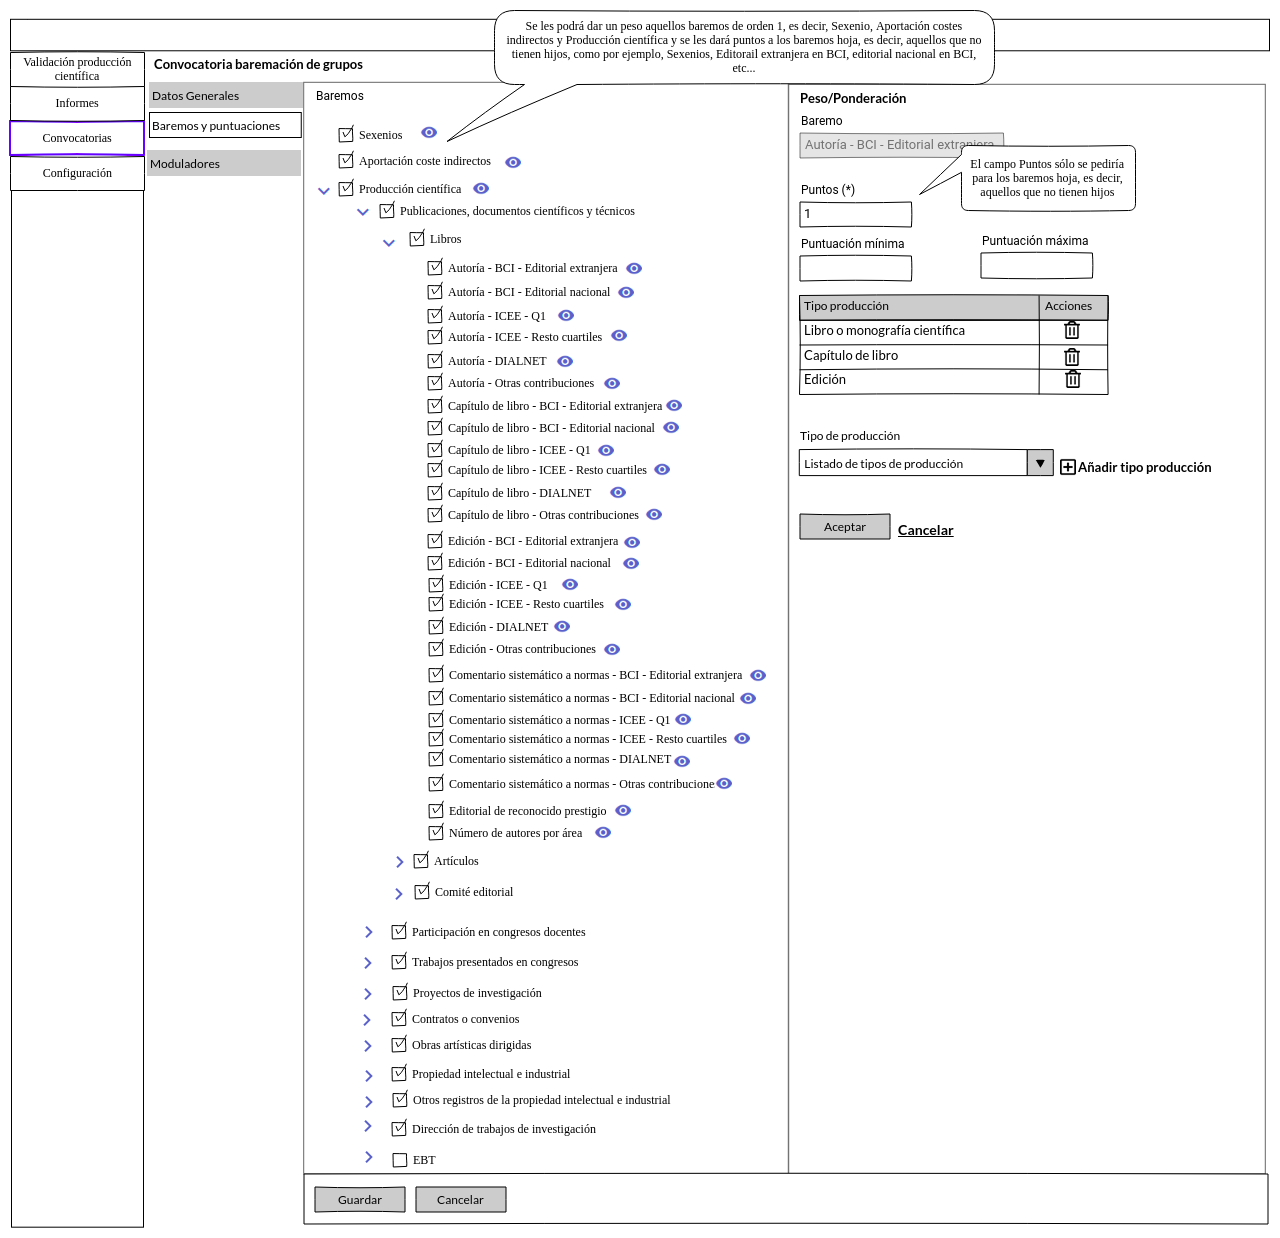 Se les podrá dar un peso aquellos baremos de orden 1, es decir, Sexenio, Aportación costes
indirectos y Producción científica y se les dará puntos a los baremos hoja, es decir, aquellos que no
tienen hijos, como por ejemplo, Sexenios, Editorail extranjera en BCI, editorial nacional en BCI,
etc...
Validación producción
científica
Informes
Convocatorias
Configuración
Convocatoria baremación de grupos
Datos Generales
Baremos y puntuaciones
Moduladores
Baremos
Sexenios
Aportación coste indirectos
Producción científica
Publicaciones, documentos científicos y técnicos
Libros
Autoría - BCI - Editorial extranjera
Autoría - BCI - Editorial nacional
Autoría - ICEE - Q1
Autoría - ICEE - Resto cuartiles
Autoría - DIALNET
Autoría - Otras contribuciones
Capítulo de libro - BCI - Editorial extranjera
Capítulo de libro - BCI - Editorial nacional
Capítulo de libro - ICEE - Q1
Capítulo de libro - ICEE - Resto cuartiles
Capítulo de libro - DIALNET
Capítulo de libro - Otras contribuciones
Edición - BCI - Editorial extranjera
Edición - BCI - Editorial nacional
Edición - ICEE - Q1
Edición - ICEE - Resto cuartiles
Edición - DIALNET
Edición - Otras contribuciones
Comentario sistemático a normas - BCI - Editorial extranjera
Comentario sistemático a normas - BCI - Editorial nacional
Comentario sistemático a normas - ICEE - Q1
Comentario sistemático a normas - ICEE - Resto cuartiles
Comentario sistemático a normas - DIALNET
Comentario sistemático a normas - Otras contribucione
Editorial de reconocido prestigio
Número de autores por área
Artículos
Comité editorial
Participación en congresos docentes
Trabajos presentados en congresos
Proyectos de investigación
Contratos o convenios
Obras artísticas dirigidas
Propiedad intelectual e industrial
Otros registros de la propiedad intelectual e industrial
Dirección de trabajos de investigación
EBT
Guardar
Cancelar
Peso/Ponderación
Baremo
Autoría - BCI - Editorial extranjera
El campo Puntos sólo se pediría
para los baremos hoja, es decir,
aquellos que no tienen hijos
Puntos (*)
1
Puntuación mínima
Puntuación máxima
Tipo producción
Acciones
Libro o monografía científica
Capítulo de libro
Edición
Tipo de producción
Listado de tipos de producción
Añadir tipo producción
Aceptar
Cancelar